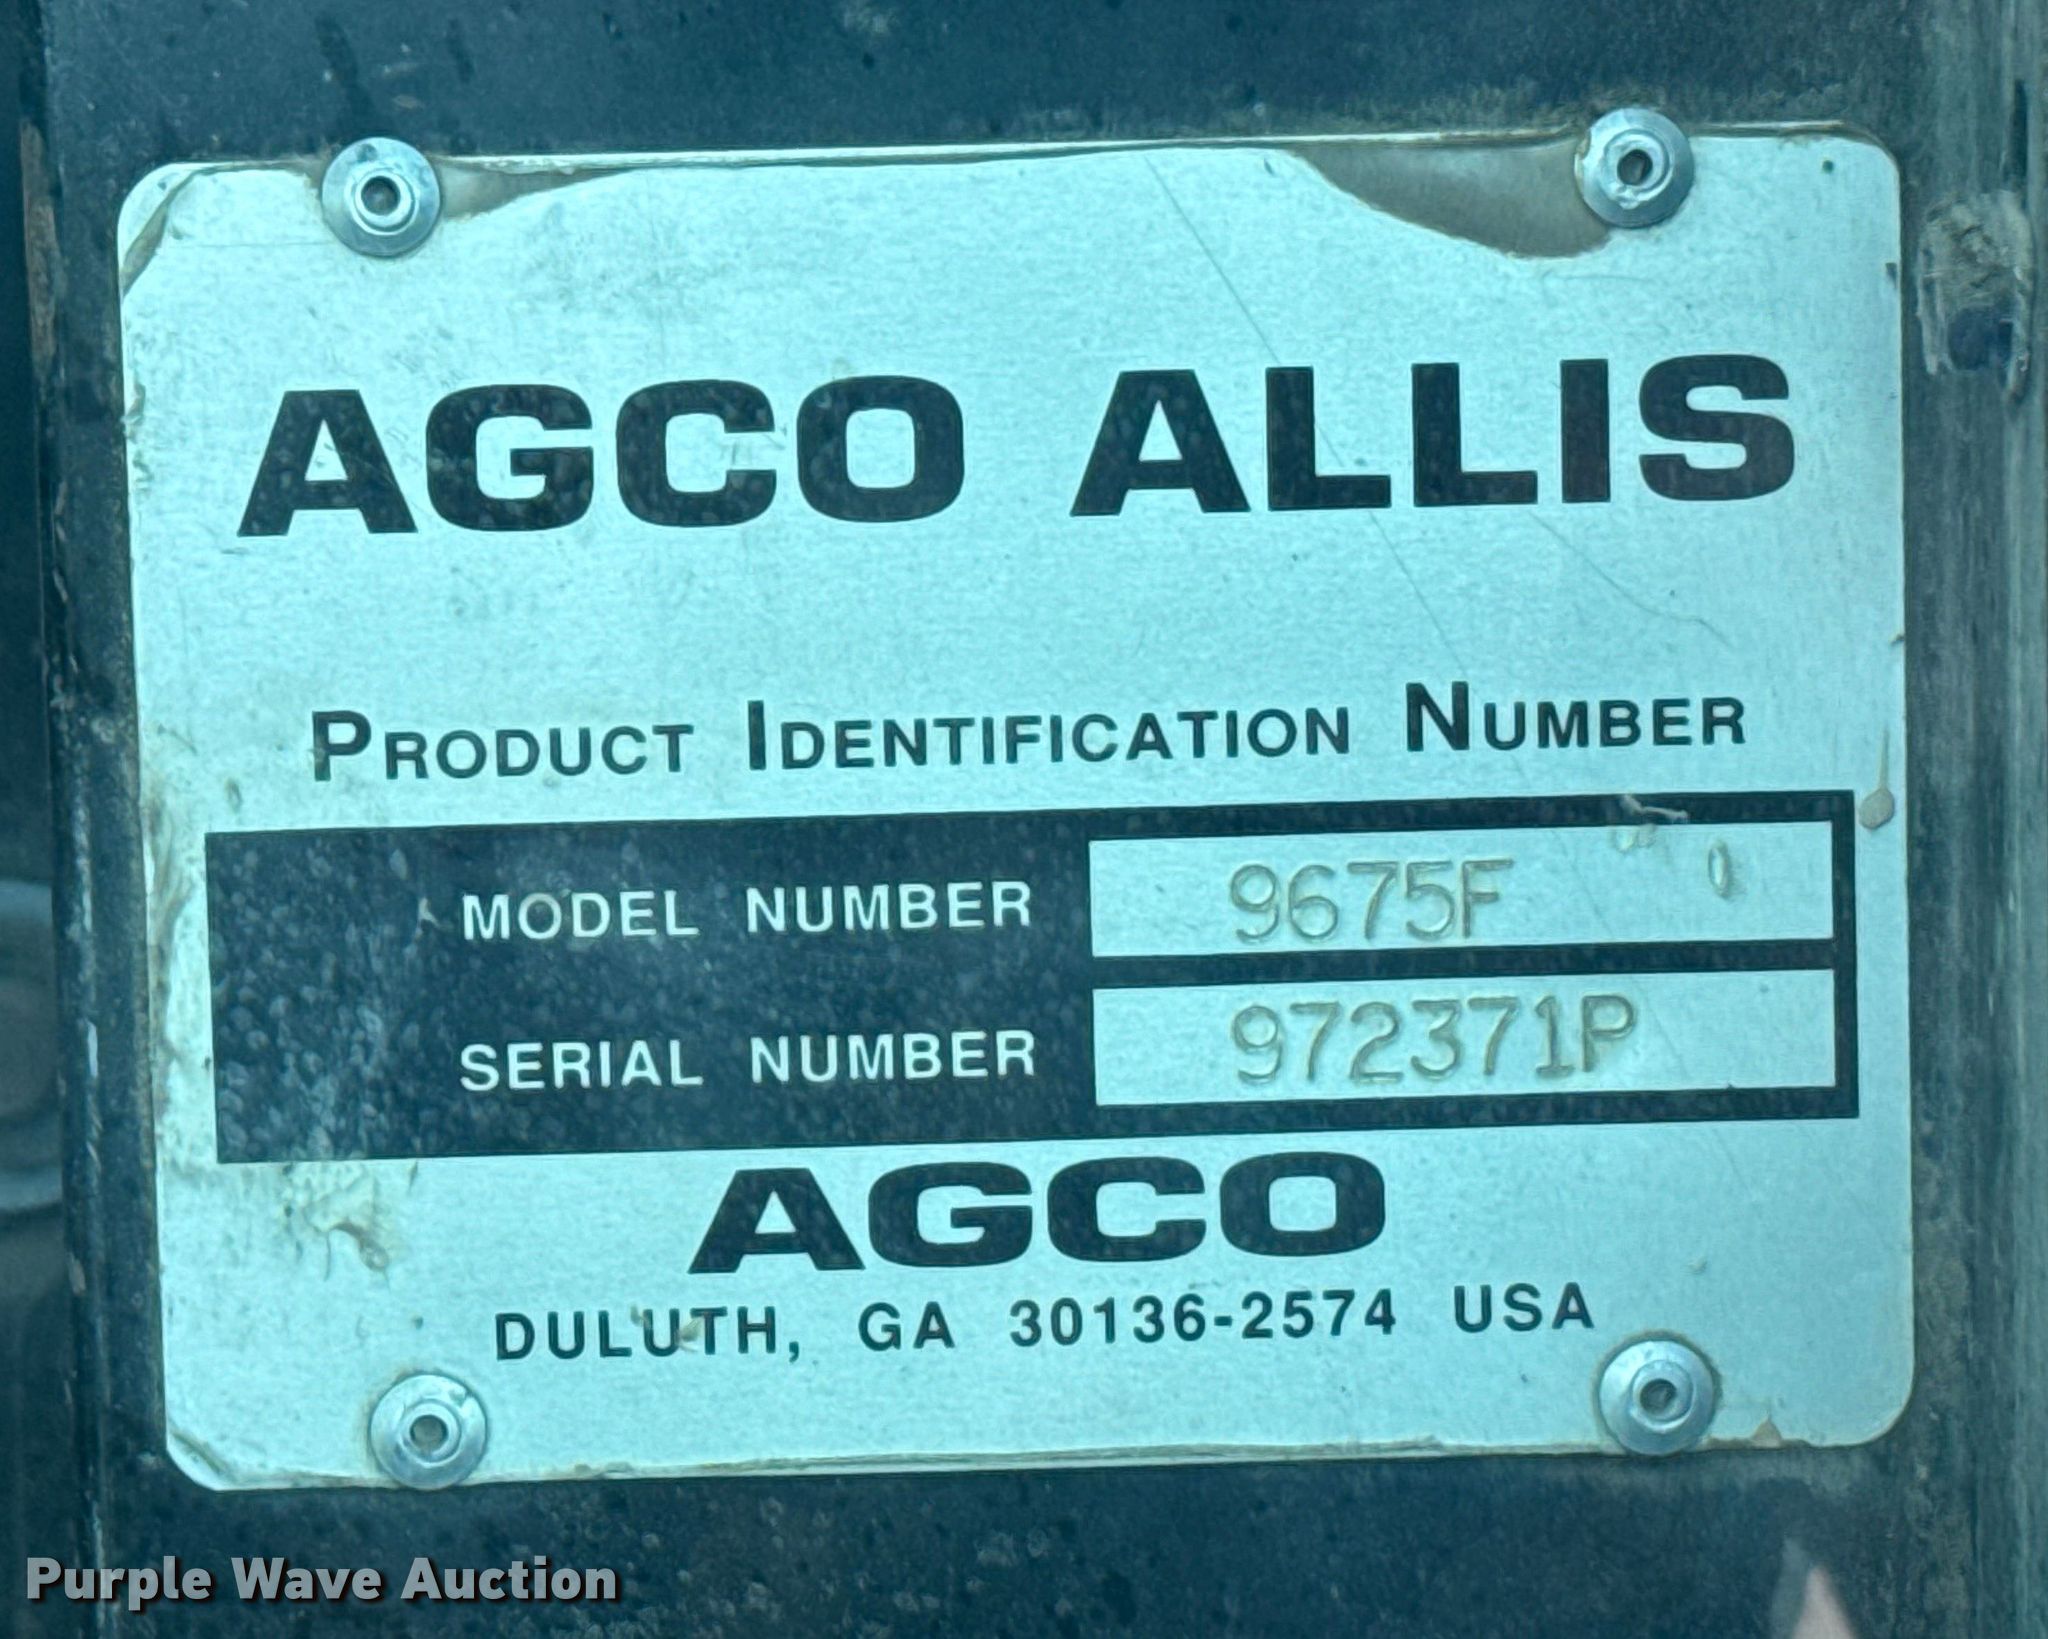 AGCO ALLIS
PRODUCT IDENTIFICATION NUMBER
MODEL NUMBER 9675F
SERIAL NUMBER 972371P
AGCO
DULUTH, GA 30136-2574 USA
Purple Wave Auction